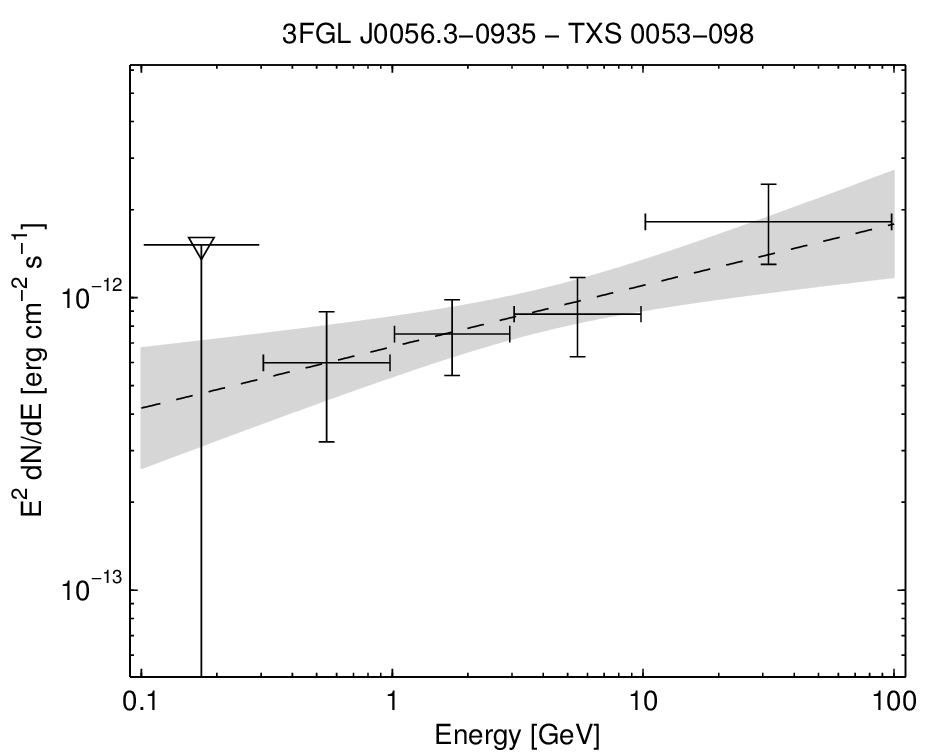 3FGL J0056.3−0935 − TXS 0053−098
E² dN/dE [erg cm⁻² s⁻¹]
10⁻¹²
10⁻¹³
0.1 1 10 100
Energy [GeV]